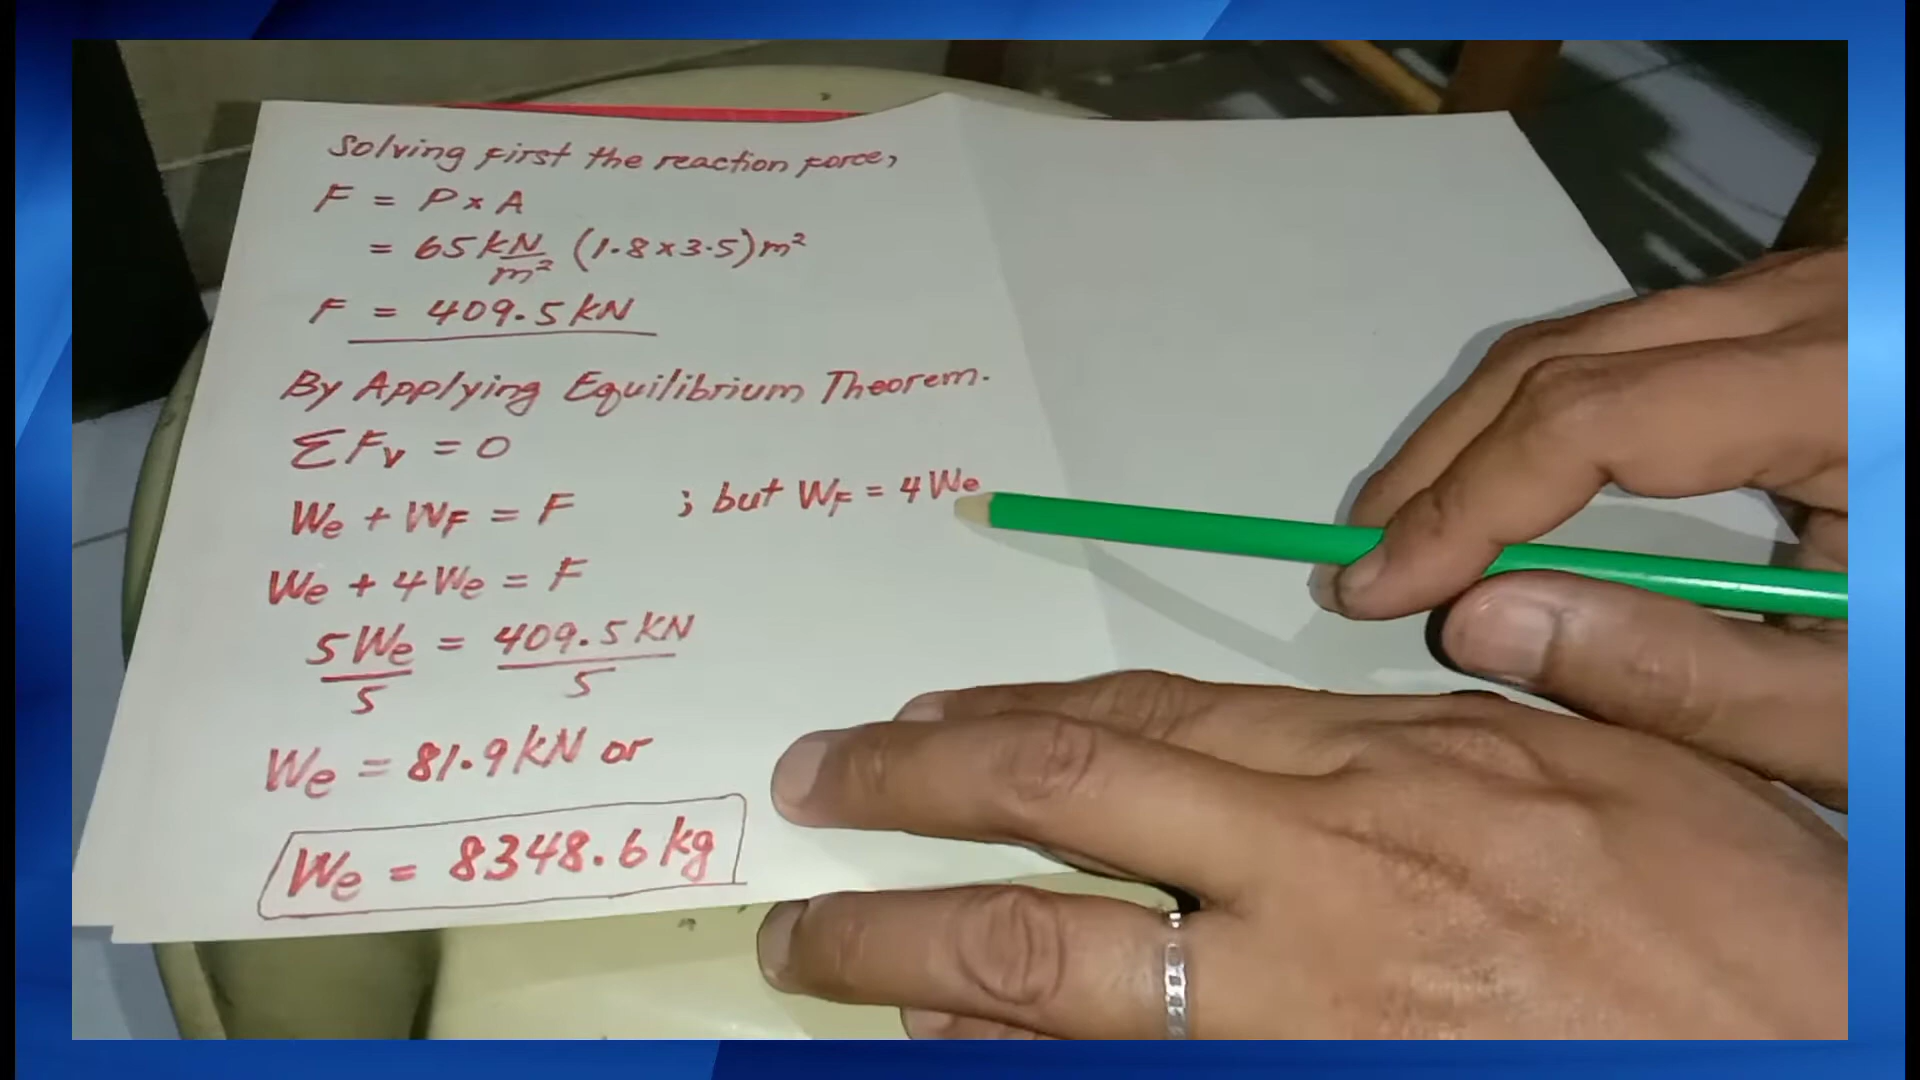 Solving first the reaction force,
F = P x A
= 65 kN/m² (1.8 x 3.5) m²
F = 409.5 kN
By Applying Equilibrium Theorem.
ΣFv = 0
We + WF = F ; but WF = 4We
We + 4We = F
5We/5 = 409.5 KN/5
We = 81.9 kN or
We = 8348.6 kg